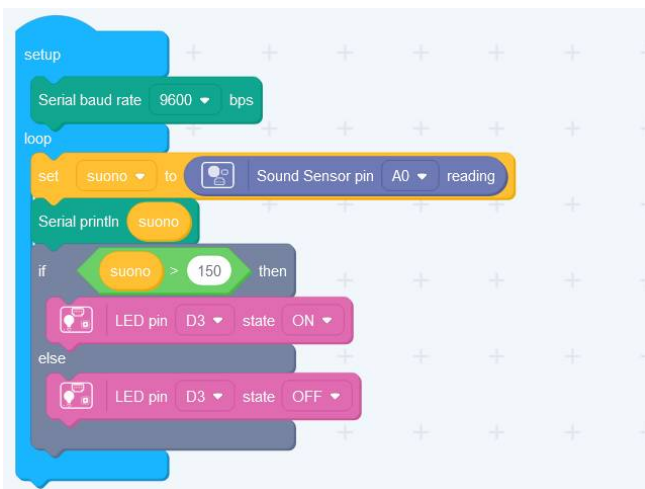 setup
Serial baud rate 9600 bps
loop
set suono to Sound Sensor pin A0 reading
Serial println suono
if suono > 150 then
LED pin D3 state ON
else
LED pin D3 state OFF